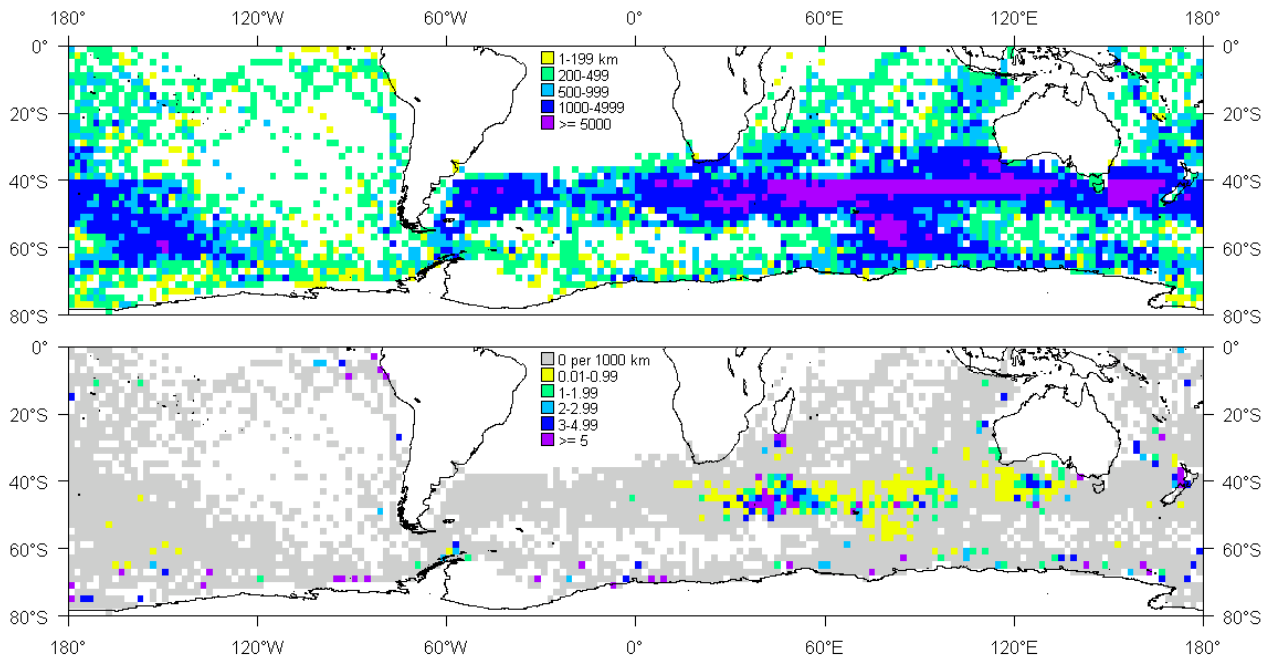 180° 120°W 60°W 0° 60°E 120°E 180°
0° 0°
1-199 km
200-499
20°S 500-999 20°S
1000-4999
>= 5000
40°S 40°S
60°S 60°S
80°S 80°S
0° 0 per 1000 km 0°
0.01-0.99
1-1.99
20°S 2-2.99 20°S
3-4.99
>= 5
40°S 40°S
60°S 60°S
80°S 80°S
180° 120°W 60°W 0° 60°E 120°E 180°